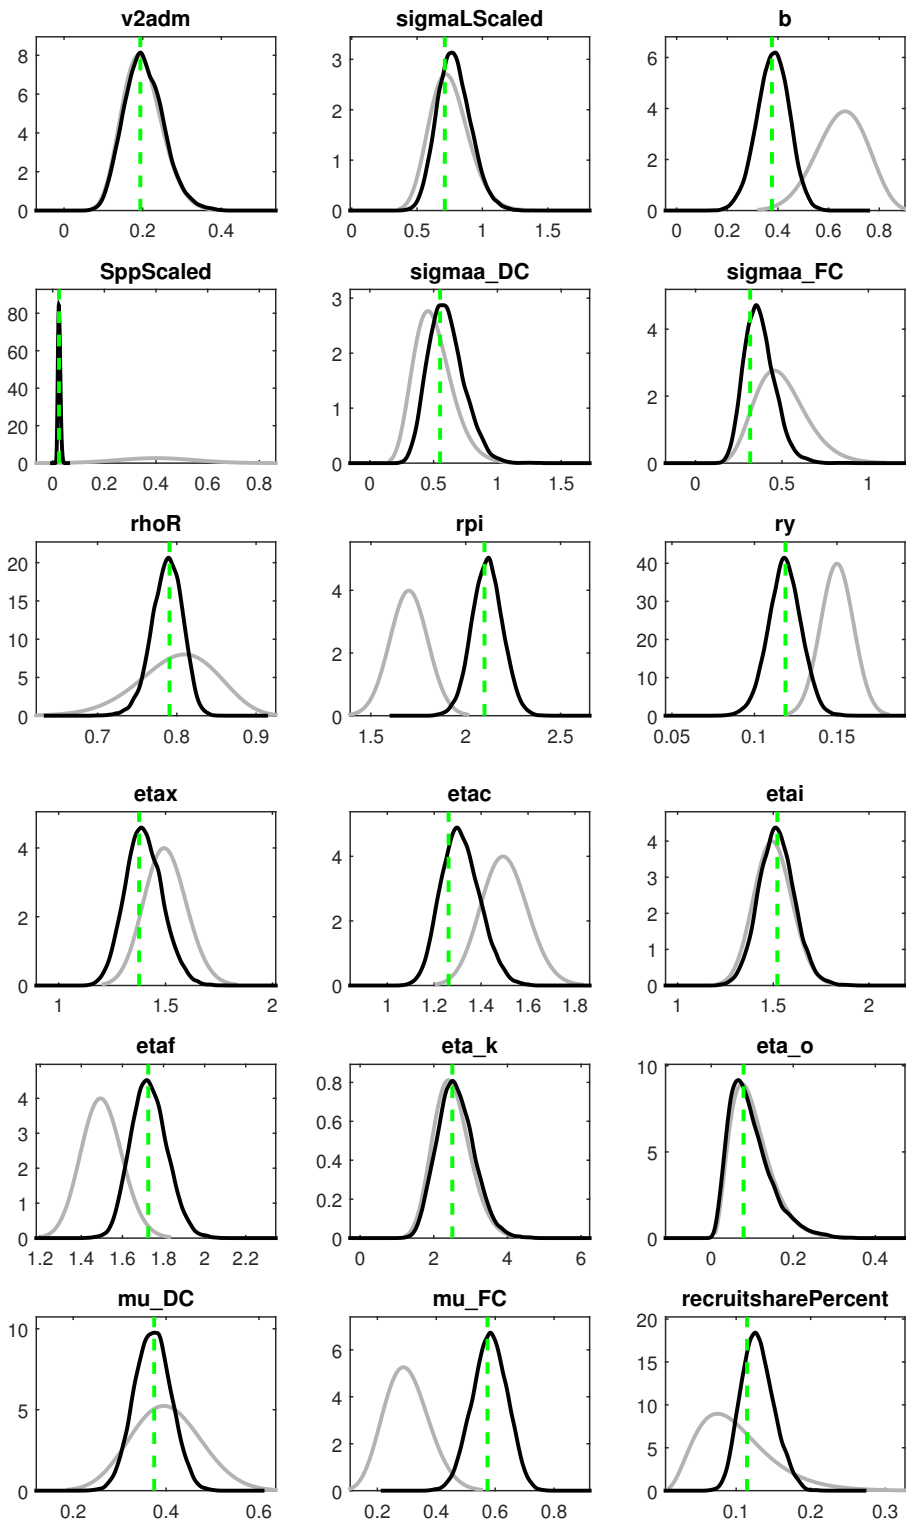 v2adm sigmaLScaled b
8 6 4 2 0
0 0.2 0.4
3 2 1 0
0 0.5 1 1.5
6 4 2 0
0 0.2 0.4 0.6 0.8
SppScaled sigmaa_DC sigmaa_FC
80 60 40 20 0
0 0.2 0.4 0.6 0.8
3 2 1 0
0 0.5 1 1.5
4 2 0
0 0.5 1
rhoR rpi ry
20 15 10 5 0
0.7 0.8 0.9
4 2 0
1.5 2 2.5
40 30 20 10 0
0.05 0.1 0.15
etax etac etai
4 2 0
1 1.5 2
4 2 0
1 1.2 1.4 1.6 1.8
4 3 2 1 0
1 1.5 2
etaf eta_k eta_o
4 3 2 1 0
1.2 1.4 1.6 1.8 2 2.2
0.8 0.6 0.4 0.2 0
0 2 4 6
10 5 0
0 0.2 0.4
mu_DC mu_FC recruitsharePercent
10 5 0
0.2 0.4 0.6
6 4 2 0
0.2 0.4 0.6 0.8
20 15 10 5 0
0.1 0.2 0.3